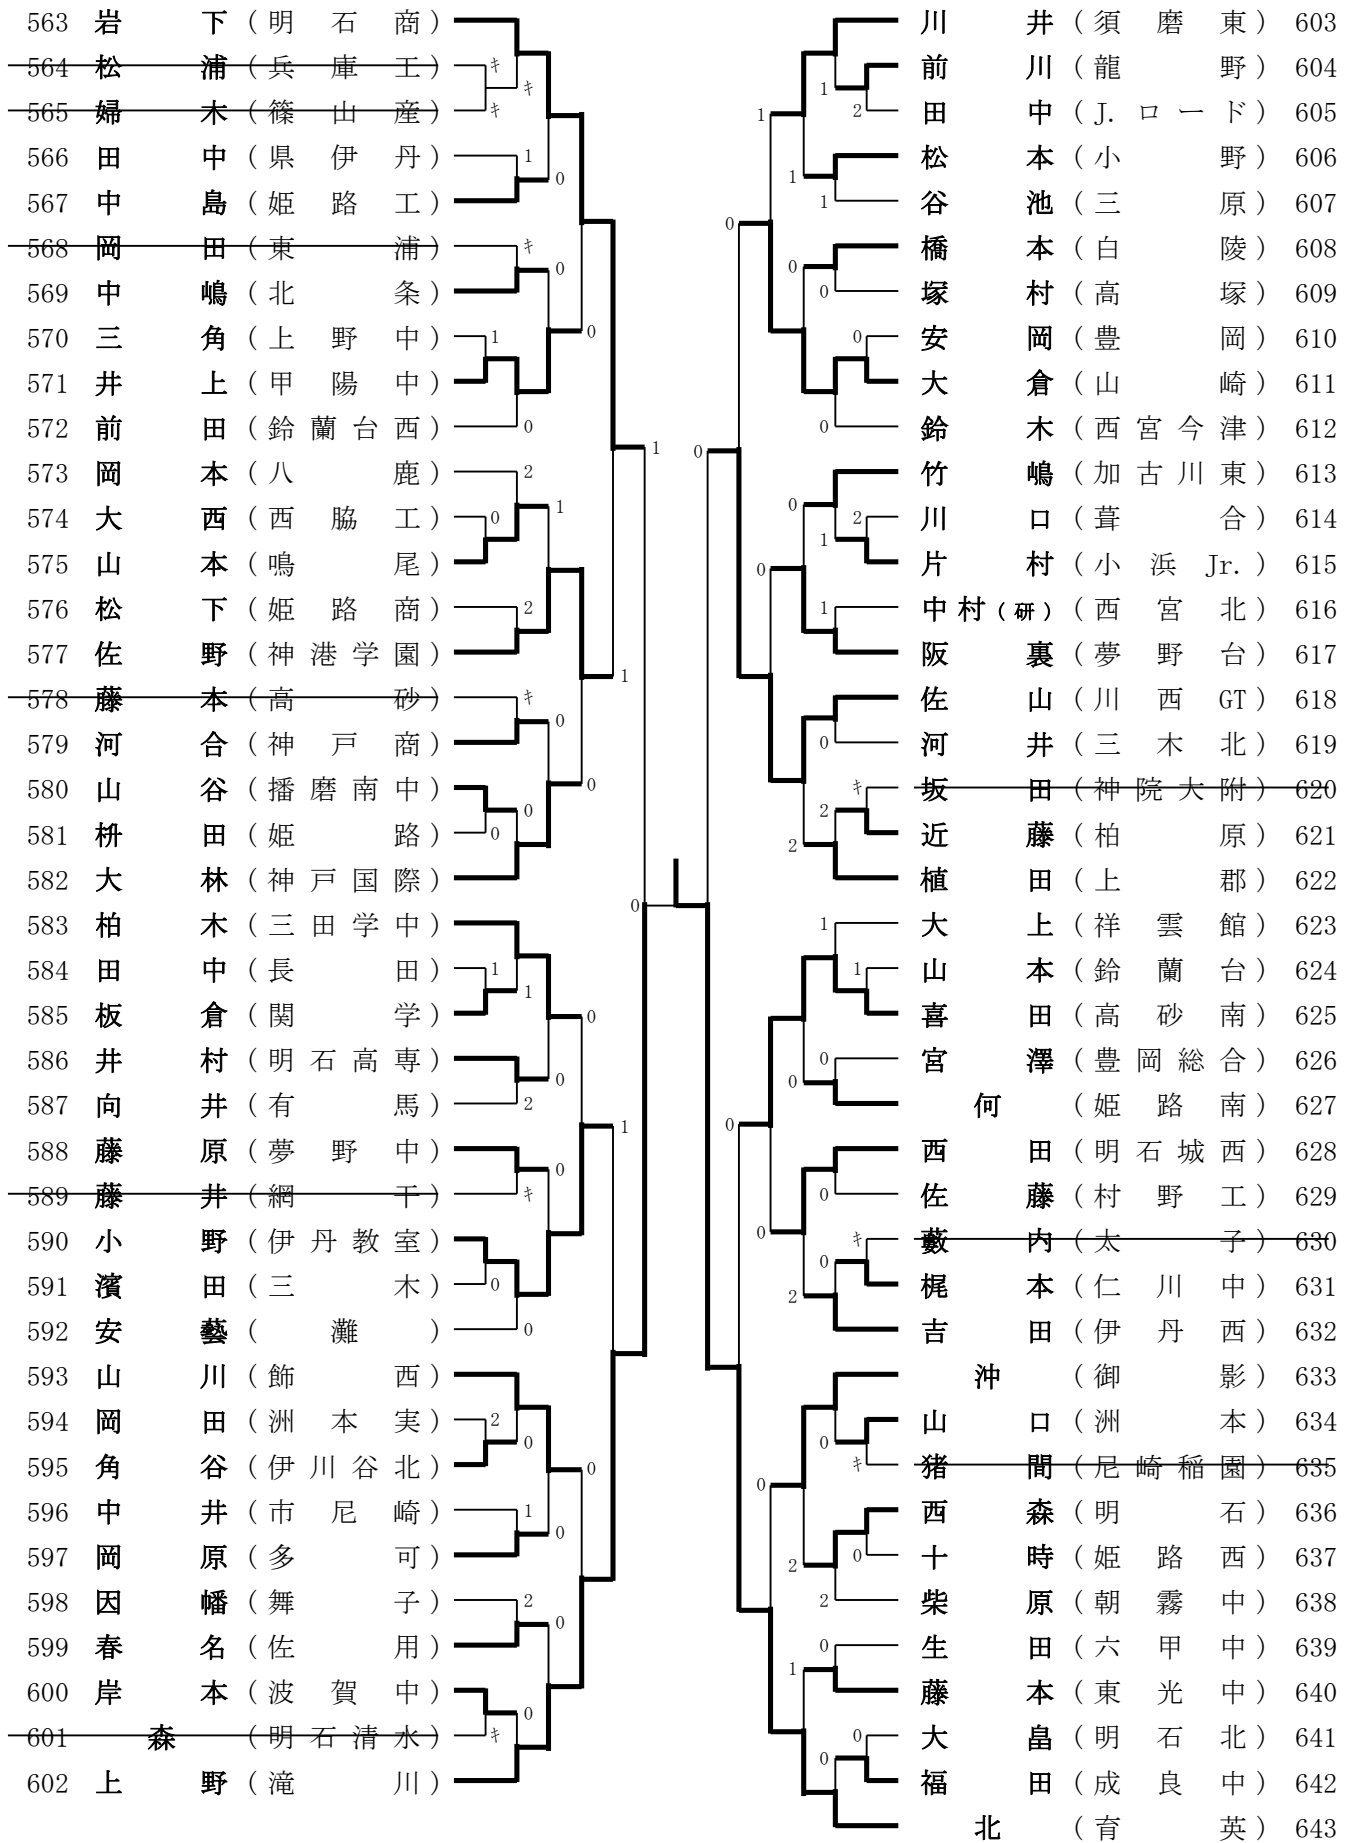 563 岩下 (明石商)
564 松浦 (兵庫工)
565 婦木 (篠山産)
566 田中 (県伊丹)
567 中島 (姫路工)
568 岡田 (東浦)
569 中嶋 (北条)
570 三角 (上野中)
571 井上 (甲陽中)
572 前田 (鈴蘭台西)
573 岡本 (八鹿)
574 大西 (西脇工)
575 山本 (鳴尾)
576 松下 (姫路商)
577 佐野 (神港学園)
578 藤本 (高砂)
579 河合 (神戸商)
580 山谷 (播磨南中)
581 枡田 (姫路)
582 大林 (神戸国際)
583 柏木 (三田学中)
584 田中 (長田)
585 板倉 (関学)
586 井村 (明石高専)
587 向井 (有馬)
588 藤原 (夢野中)
589 藤井 (網干)
590 小野 (伊丹教室)
591 濱田 (三木)
592 安藝 (灘)
593 山川 (飾西)
594 岡田 (洲本実)
595 角谷 (伊川谷北)
596 中井 (市尼崎)
597 岡原 (多可)
598 因幡 (舞子)
599 春名 (佐用)
600 岸本 (波賀中)
601 森 (明石清水)
602 上野 (滝川)
川井 (須磨東) 603
前川 (龍野) 604
田中 (J.ロード) 605
松本 (小野) 606
谷池 (三原) 607
橋本 (白陵) 608
塚村 (高塚) 609
安岡 (豊岡) 610
大倉 (山崎) 611
鈴木 (西宮今津) 612
竹嶋 (加古川東) 613
川口 (葺合) 614
片村 (小浜Jr.) 615
中村(研) (西宮北) 616
阪裏 (夢野台) 617
佐山 (川西GT) 618
河井 (三木北) 619
坂田 (神院大附) 620
近藤 (柏原) 621
植田 (上郡) 622
大上 (祥雲館) 623
山本 (鈴蘭台) 624
喜田 (高砂南) 625
宮澤 (豊岡総合) 626
何 (姫路南) 627
西田 (明石城西) 628
佐藤 (村野工) 629
藪内 (太子) 630
梶本 (仁川中) 631
吉田 (伊丹西) 632
沖 (御影) 633
山口 (洲本) 634
猪間 (尼崎稲園) 635
西森 (明石) 636
十時 (姫路西) 637
柴原 (朝霧中) 638
生田 (六甲中) 639
藤本 (東光中) 640
大畠 (明石北) 641
福田 (成良中) 642
北 (育英) 643